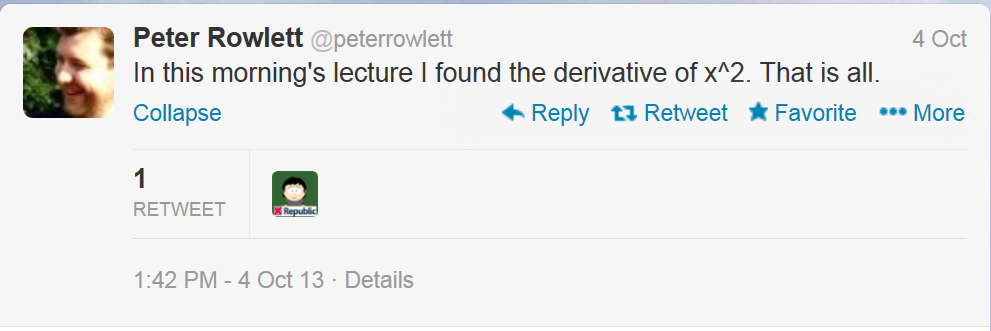 Peter Rowlett @peterrowlett 4 Oct
In this morning's lecture I found the derivative of x^2. That is all.
Collapse Reply Retweet Favorite More
1
RETWEET
X Republic
1:42 PM - 4 Oct 13 · Details